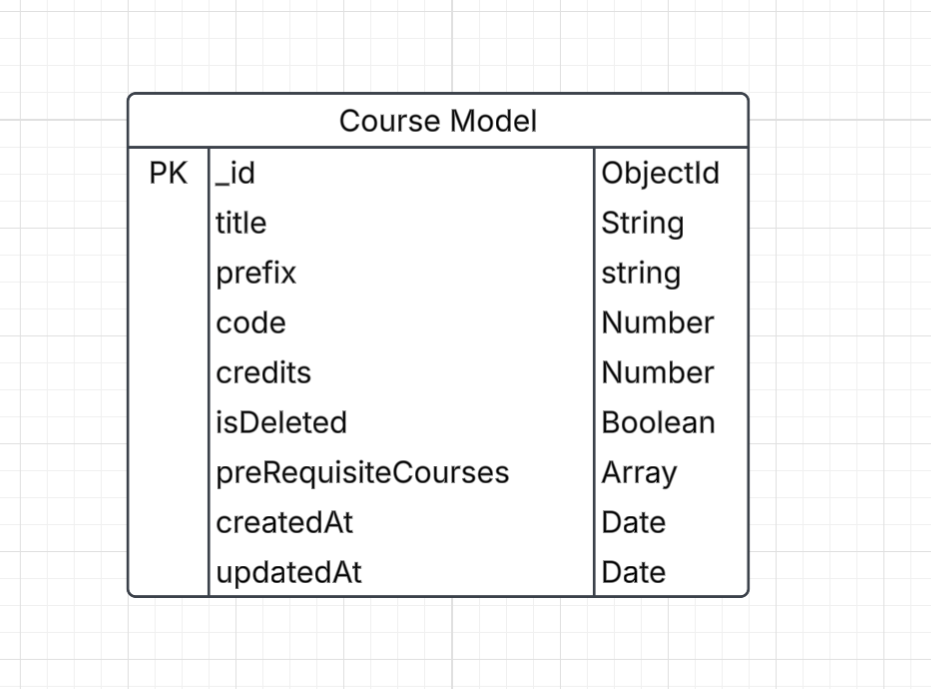 Course Model
PK _id ObjectId
title String
prefix string
code Number
credits Number
isDeleted Boolean
preRequisiteCourses Array
createdAt Date
updatedAt Date